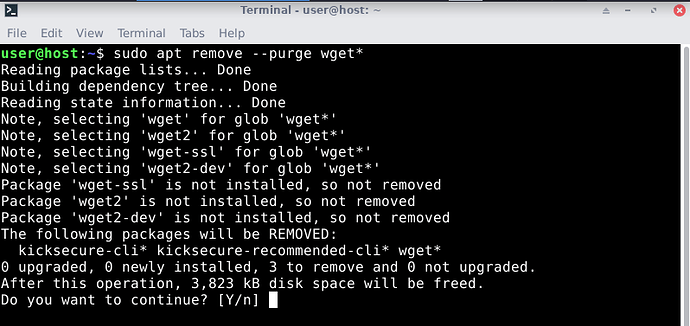 Terminal - user@host: ~
File Edit View Terminal Tabs Help
user@host:~$ sudo apt remove --purge wget*
Reading package lists... Done
Building dependency tree... Done
Reading state information... Done
Note, selecting 'wget' for glob 'wget*'
Note, selecting 'wget2' for glob 'wget*'
Note, selecting 'wget-ssl' for glob 'wget*'
Note, selecting 'wget2-dev' for glob 'wget*'
Package 'wget-ssl' is not installed, so not removed
Package 'wget2' is not installed, so not removed
Package 'wget2-dev' is not installed, so not removed
The following packages will be REMOVED:
  kicksecure-cli* kicksecure-recommended-cli* wget*
0 upgraded, 0 newly installed, 3 to remove and 0 not upgraded.
After this operation, 3,823 kB disk space will be freed.
Do you want to continue? [Y/n]